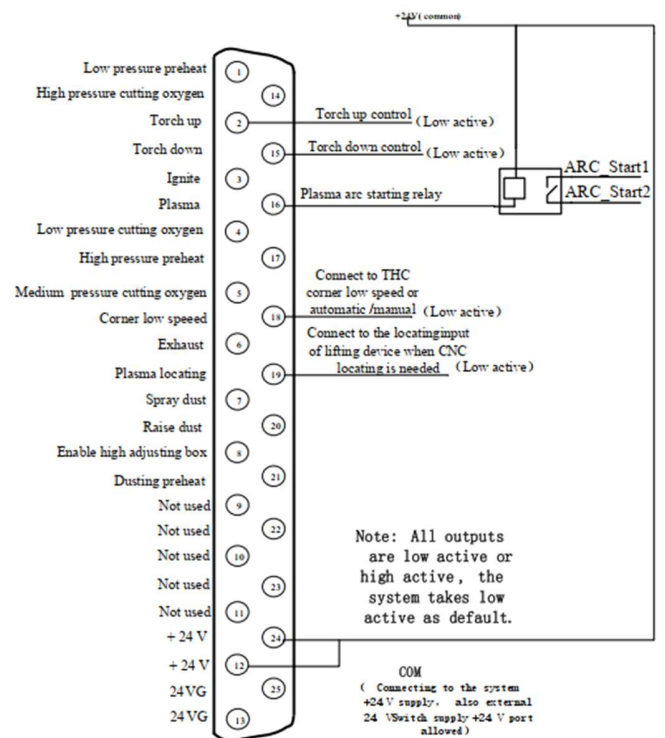 +24V( common)
Low pressure preheat
1
High pressure cutting oxygen
14
Torch up
2
Torch up control (Low active)
Torch down
15
Torch down control (Low active)
Ignite
3
ARC_Start1
Plasma
16
Plasma arc starting relay
ARC_Start2
Low pressure cutting oxygen
4
High pressure preheat
17
Medium pressure cutting oxygen
5
Connect to THC
corner low speed or
automatic /manual (Low active)
Corner low speeed
18
Exhaust
6
Connect to the locatinginput
of lifting device when CNC
locating is needed (Low active)
Plasma locating
19
Spray dust
7
Raise dust
20
Enable high adjusting box
8
Dusting preheat
21
Not used
9
Not used
22
Not used
10
Not used
23
Not used
11
+ 24 V
24
+ 24 V
12
24 VG
25
24 VG
13
Note: All outputs
are low active or
high active, the
system takes low
active as default.
COM
( Connecting to the system
+24 V supply, also external
24 VSwitch supply +24 V port
allowed)